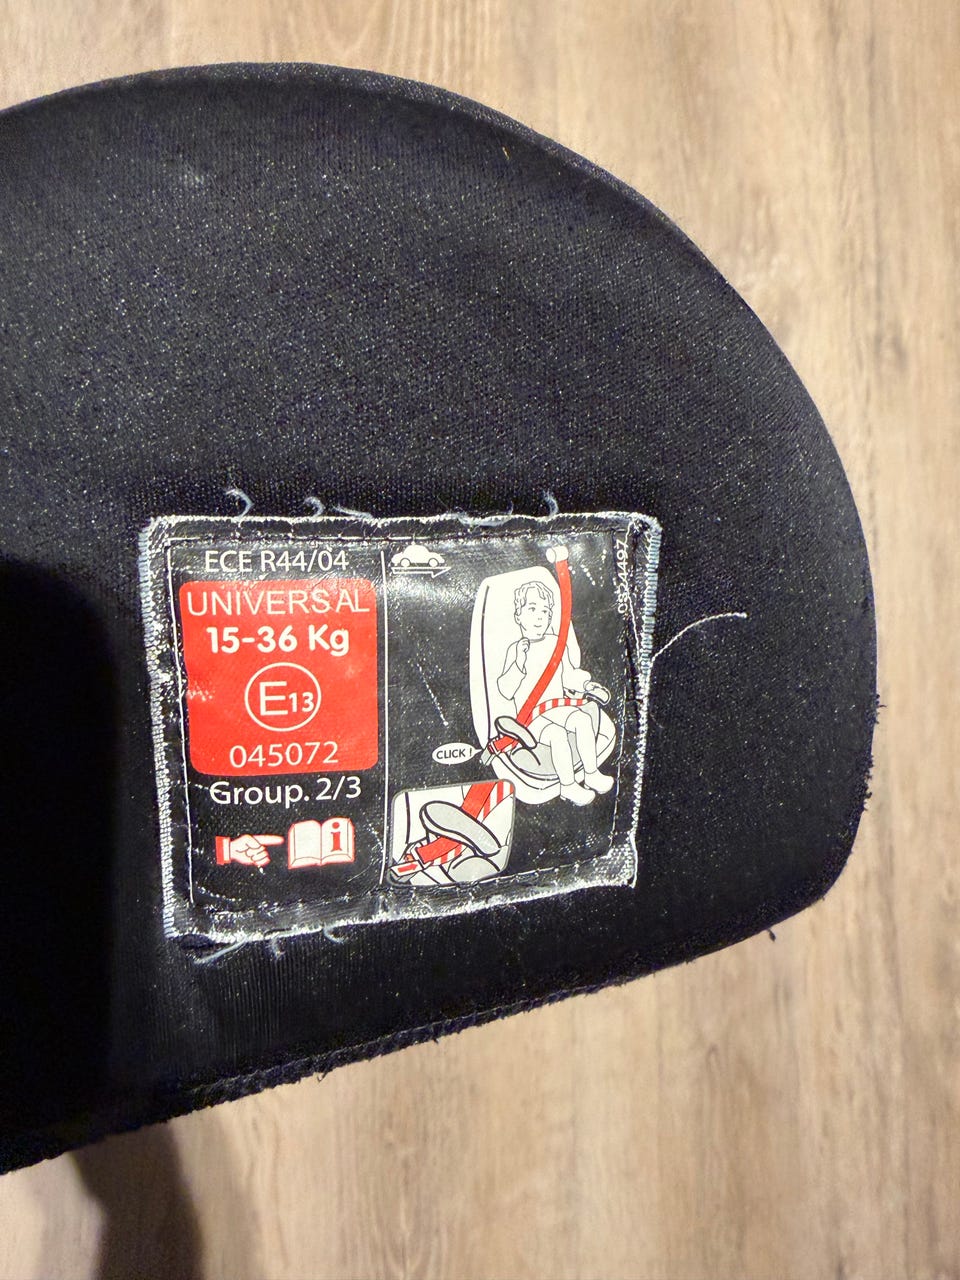 ECE R44/04
UNIVERSAL
15-36 Kg
E13
045072
Group. 2/3
i
CLICK !